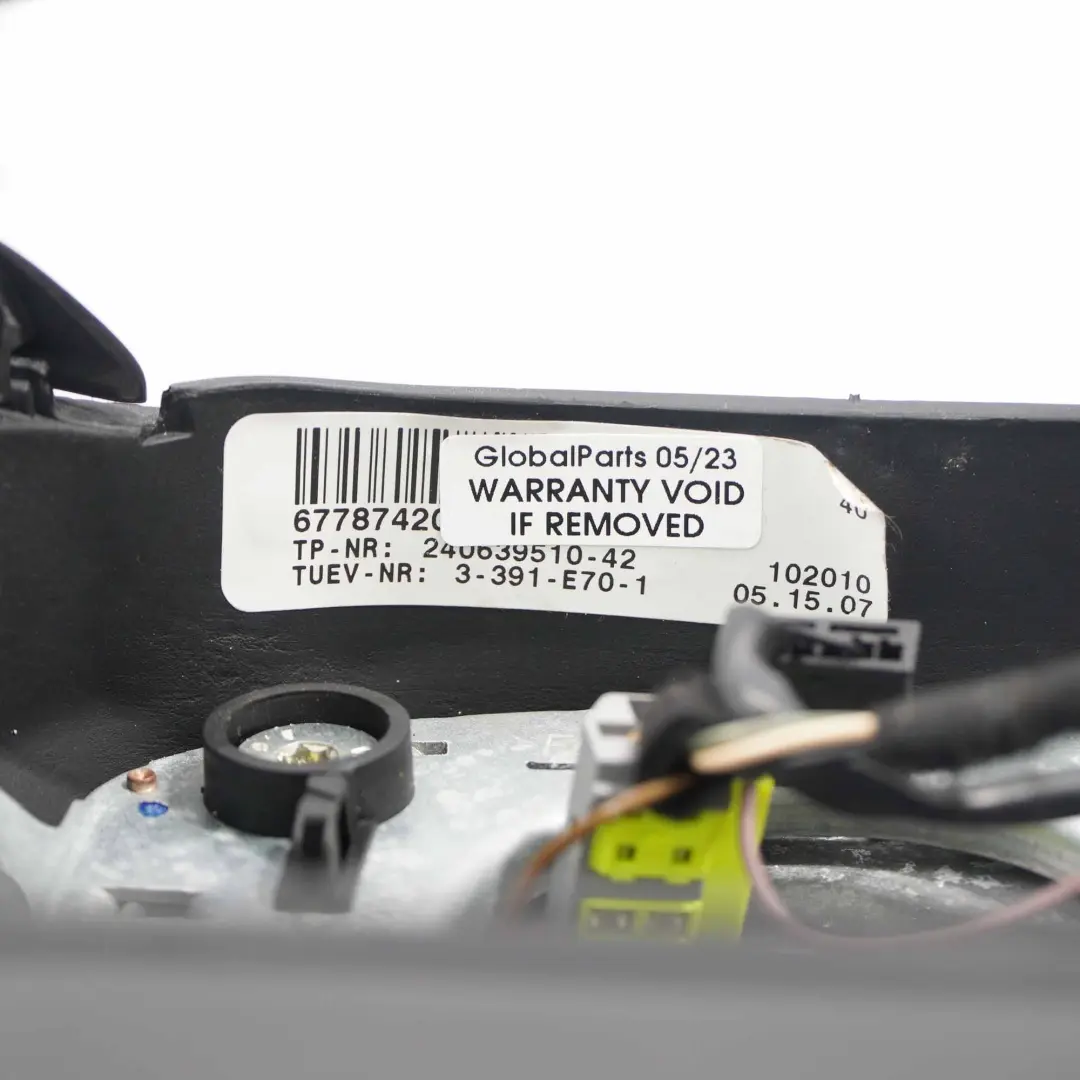 GlobalParts 05/23
WARRANTY VOID
IF REMOVED
TP-NR: 240639510-42
TUEV-NR: 3-391-E70-1
102010
05.15.07